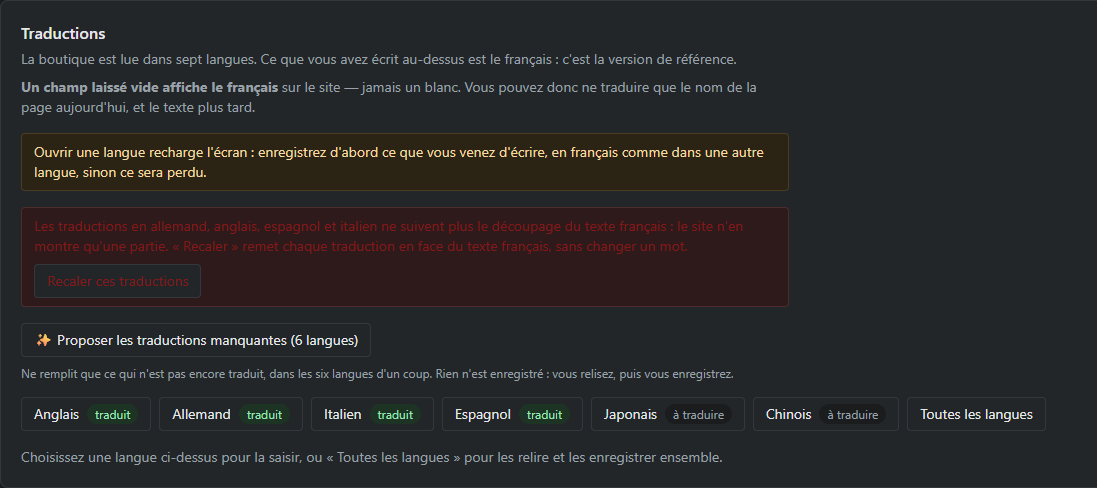 Traductions
La boutique est lue dans sept langues. Ce que vous avez écrit au-dessus est le français : c'est la version de référence.
Un champ laissé vide affiche le français sur le site — jamais un blanc. Vous pouvez donc ne traduire que le nom de la
page aujourd'hui, et le texte plus tard.
Ouvrir une langue recharge l'écran : enregistrez d'abord ce que vous venez d'écrire, en français comme dans une autre
langue, sinon ce sera perdu.
Les traductions en allemand, anglais, espagnol et italien ne suivent plus le découpage du texte français : le site n'en
montre qu'une partie. « Recaler » remet chaque traduction en face du texte français, sans changer un mot.
Recaler ces traductions
✨ Proposer les traductions manquantes (6 langues)
Ne remplit que ce qui n'est pas encore traduit, dans les six langues d'un coup. Rien n'est enregistré : vous relisez, puis vous enregistrez.
Anglais traduit Allemand traduit Italien traduit Espagnol traduit Japonais à traduire Chinois à traduire Toutes les langues
Choisissez une langue ci-dessus pour la saisir, ou « Toutes les langues » pour les relire et les enregistrer ensemble.